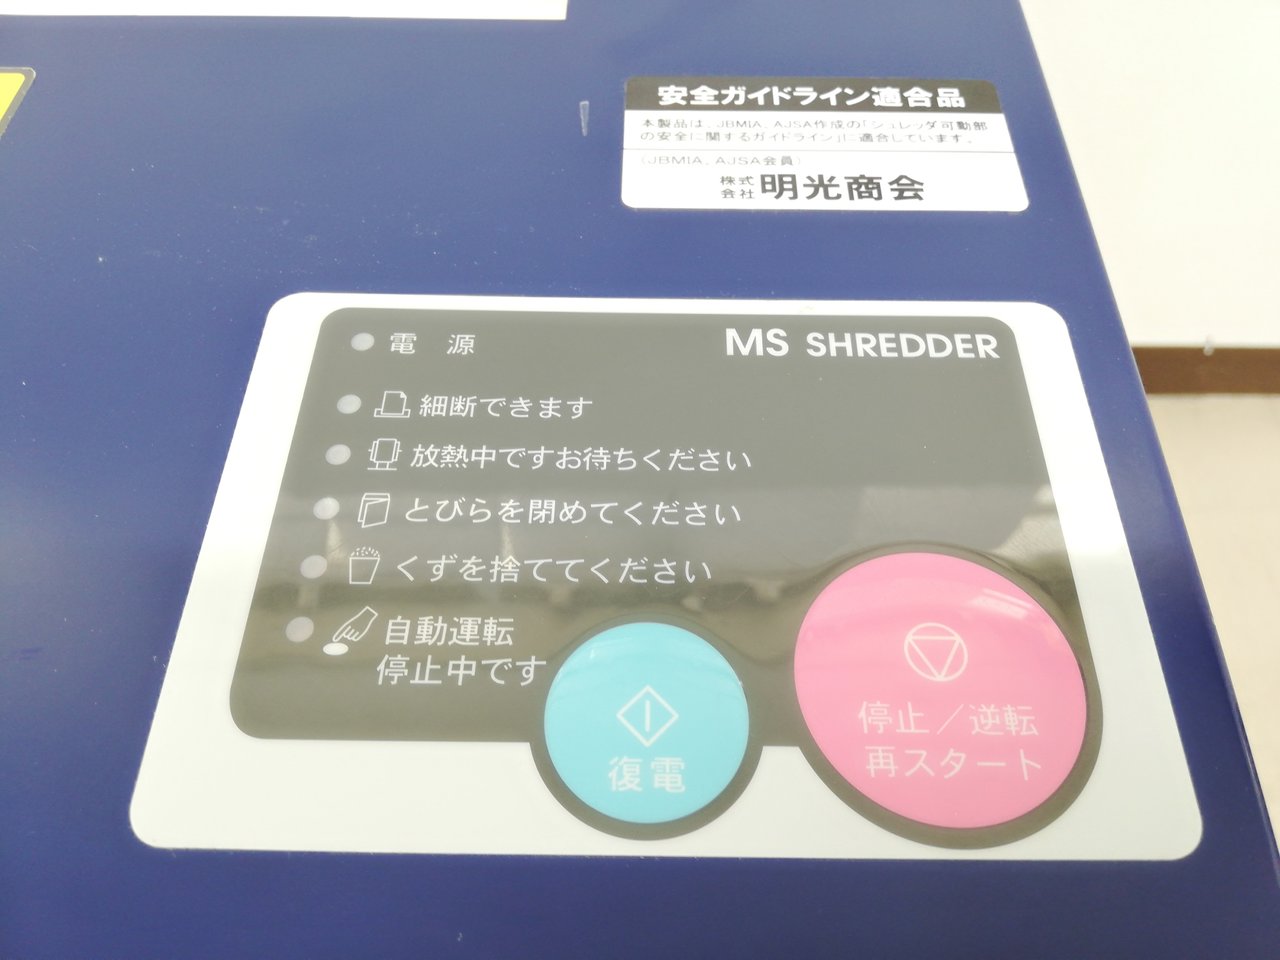 安全ガイドライン適合品
本製品は、JBMIA、AJSA作成の「シュレッダ可動部
の安全に関するガイドライン」に適合しています。
（JBMIA、AJSA会員）
株式会社 明光商会
電 源
MS SHREDDER
細断できます
放熱中ですお待ちください
とびらを閉めてください
くずを捨ててください
自動運転
停止中です
復電
停止／逆転
再スタート